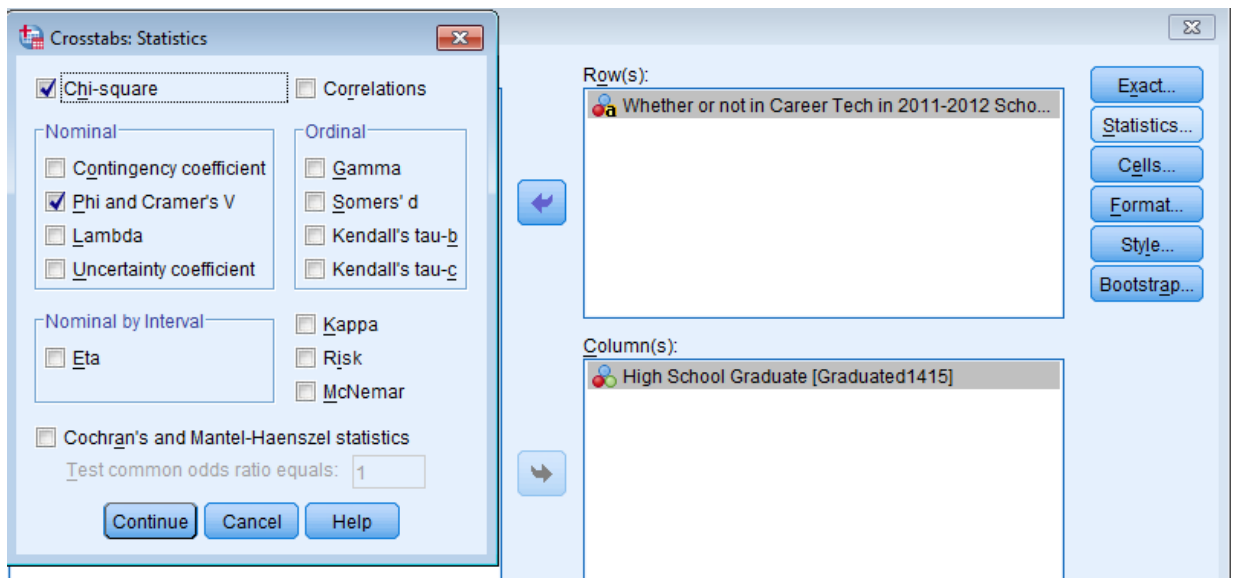 Crosstabs: Statistics
Chi-square
Correlations
Nominal
Contingency coefficient
Phi and Cramer's V
Lambda
Uncertainty coefficient
Ordinal
Gamma
Somers' d
Kendall's tau-b
Kendall's tau-c
Nominal by Interval
Eta
Kappa
Risk
McNemar
Cochran's and Mantel-Haenszel statistics
Test common odds ratio equals: 1
Continue Cancel Help
Row(s):
a Whether or not in Career Tech in 2011-2012 Scho...
Column(s):
High School Graduate [Graduated1415]
Exact...
Statistics...
Cells...
Format...
Style...
Bootstrap...